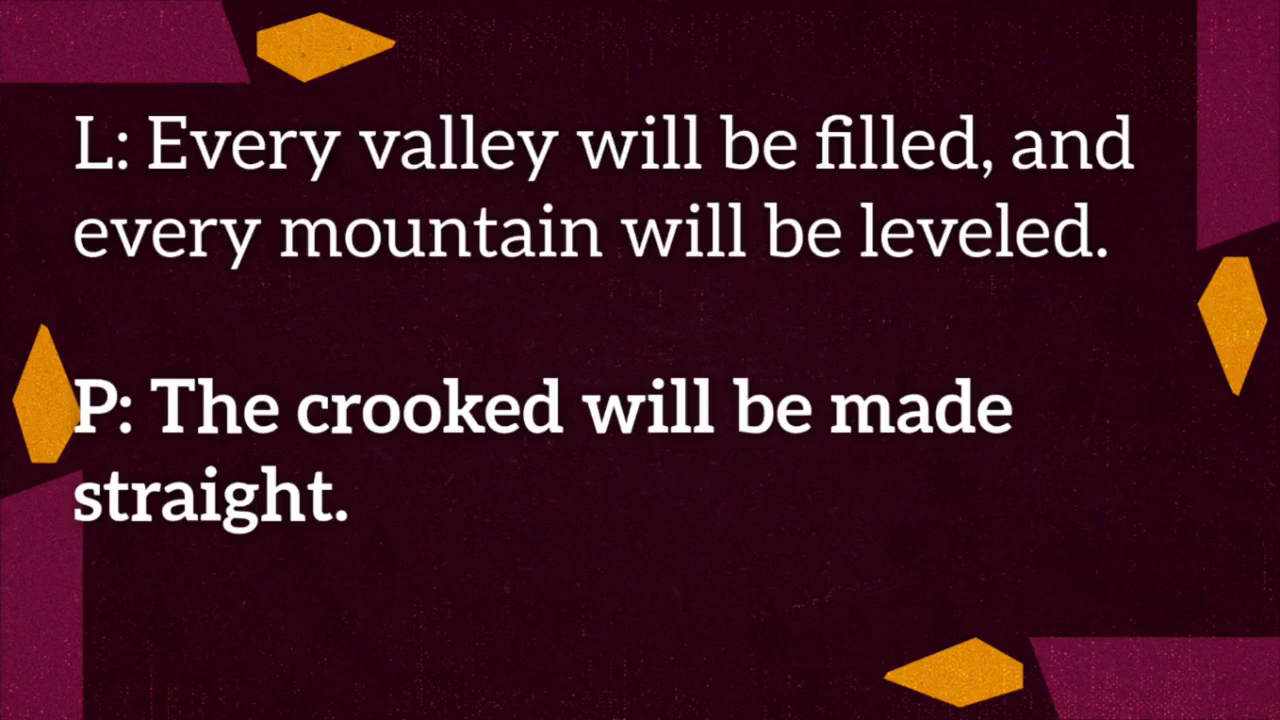 L: Every valley will be filled, and
every mountain will be leveled.
P: The crooked will be made
straight.